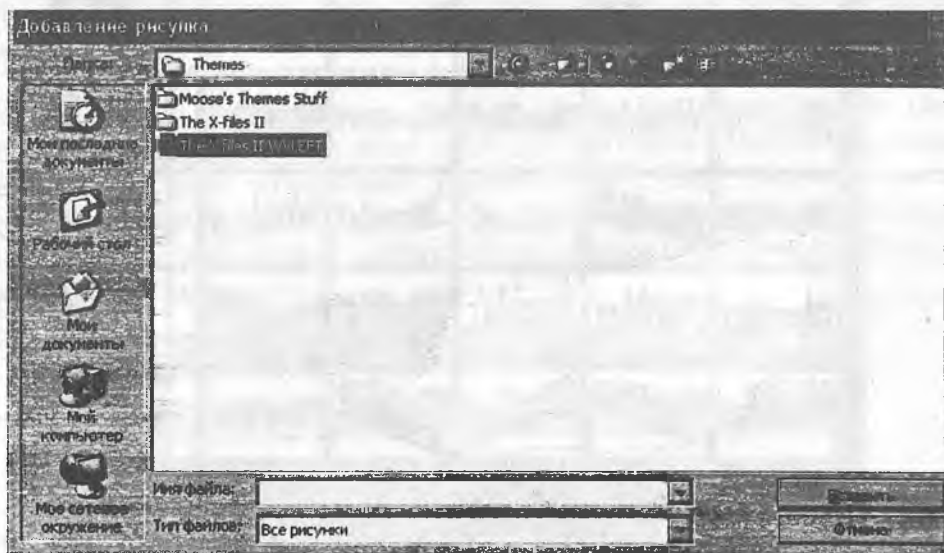 Добавление рисунка
Папка:
Themes
Moose's Themes Stuff
The X-files II
Мои последние
документы
Рабочий стол
Мои
документы
Мой
компьютер
Мое сетевое
окружение
Имя файла:
Тип файлов:
Все рисунки
Отмена